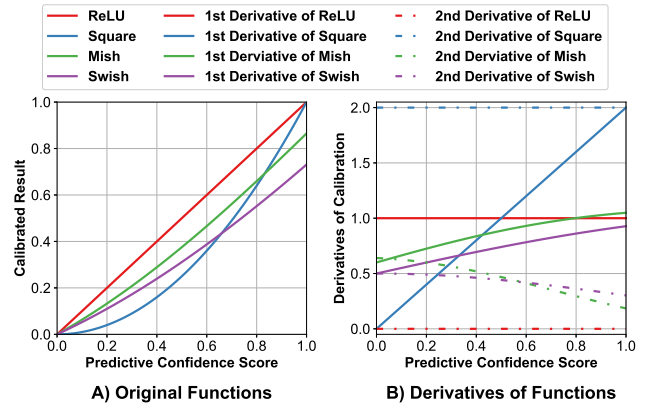 ReLU 1st Derivative of ReLU 2nd Derivative of ReLU
Square 1st Derivative of Square 2nd Derivative of Square
Mish 1st Derivative of Mish 2nd Derivative of Mish
Swish 1st Derivative of Swish 2nd Derivative of Swish
Calibrated Result
1.0
0.8
0.6
0.4
0.2
0.0
0.0 0.2 0.4 0.6 0.8 1.0
Predictive Confidence Score
A) Original Functions
Derivatives of Calibration
2.0
1.5
1.0
0.5
0.0
0.0 0.2 0.4 0.6 0.8 1.0
Predictive Confidence Score
B) Derivatives of Functions